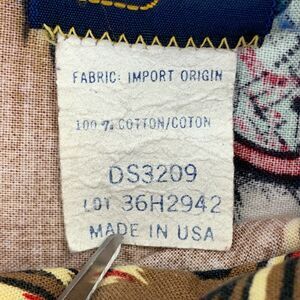 FABRIC: IMPORT ORIGIN
100% COTTON/COTON
DS3209
LOT 36H2942
MADE IN USA